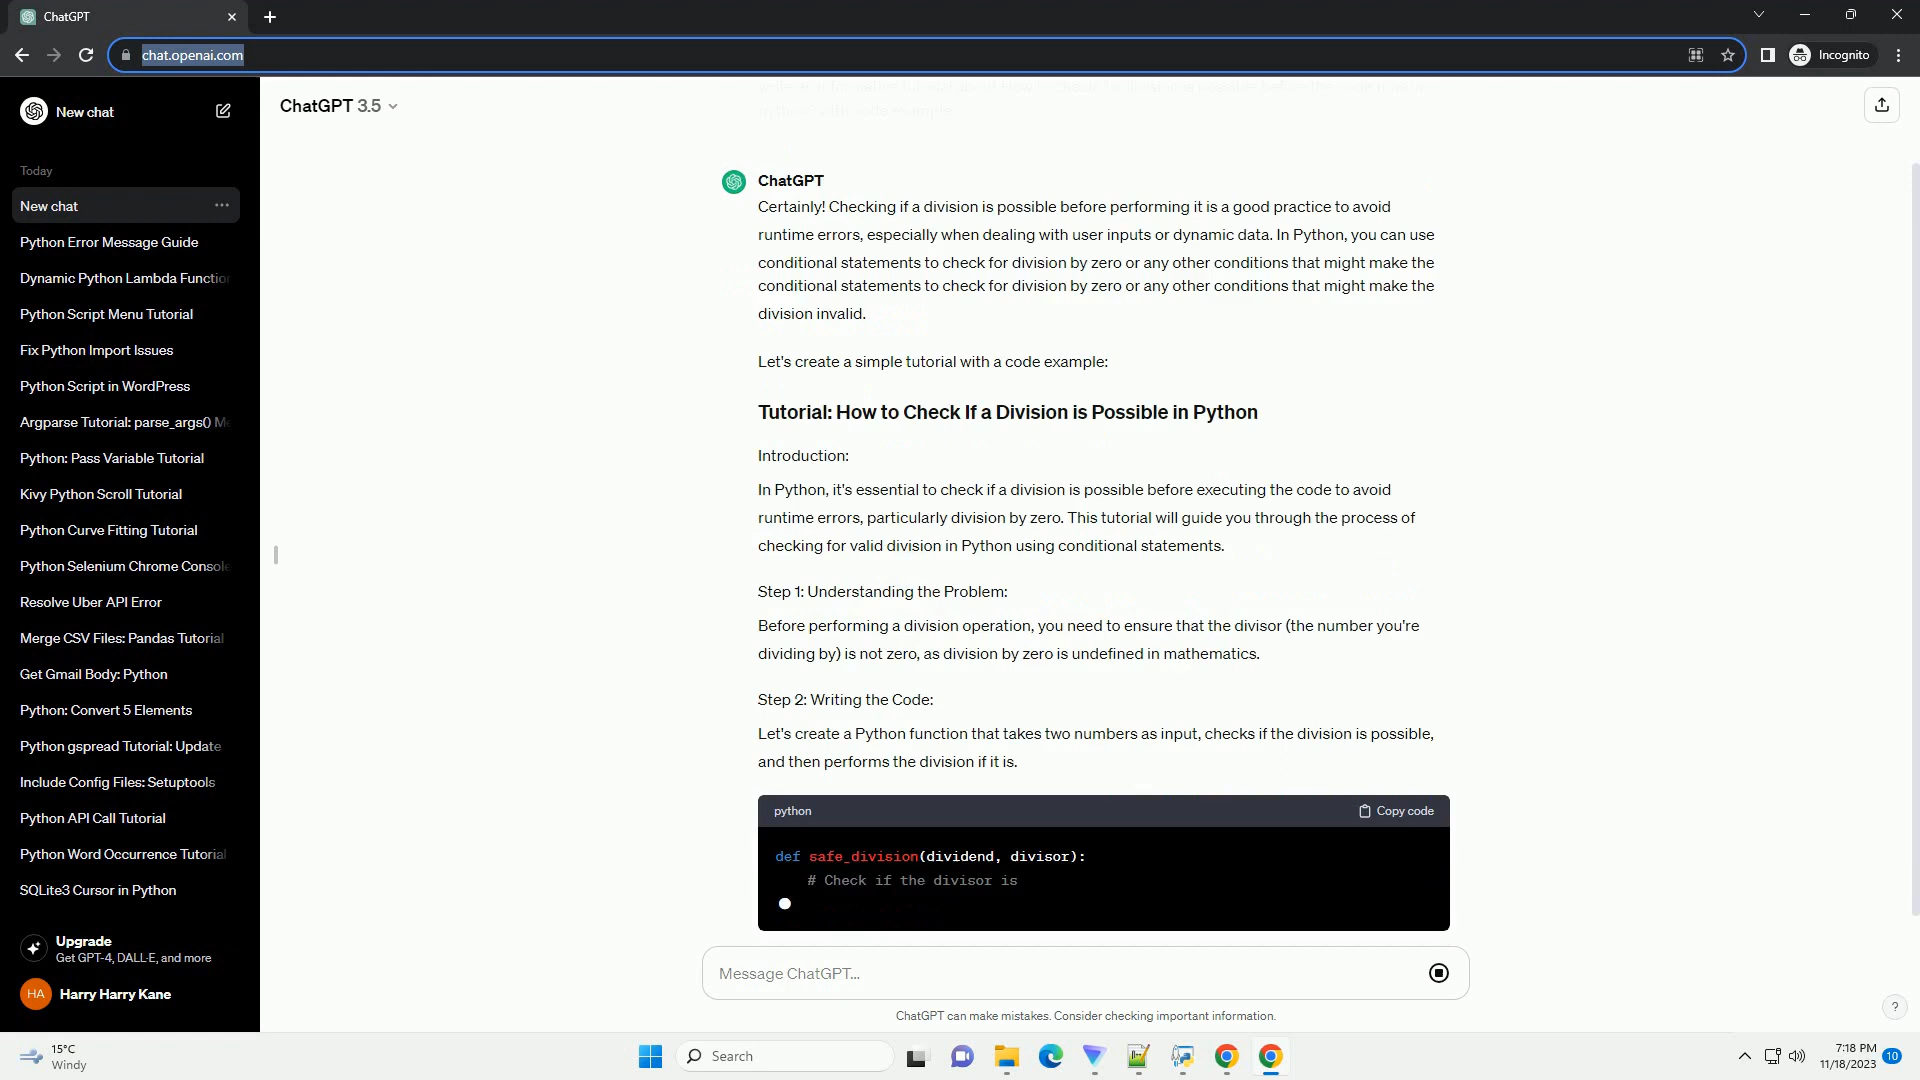 ChatGPT
chat.openai.com
Incognito
New chat
Today
New chat
Python Error Message Guide
Dynamic Python Lambda Functio
Python Script Menu Tutorial
Fix Python Import Issues
Python Script in WordPress
Argparse Tutorial: parse_args() Me
Python: Pass Variable Tutorial
Kivy Python Scroll Tutorial
Python Curve Fitting Tutorial
Python Selenium Chrome Console
Resolve Uber API Error
Merge CSV Files: Pandas Tutorial
Get Gmail Body: Python
Python: Convert 5 Elements
Python gspread Tutorial: Update
Include Config Files: Setuptools
Python API Call Tutorial
Python Word Occurrence Tutorial
SQLite3 Cursor in Python
Upgrade
Get GPT-4, DALL·E, and more
HA Harry Harry Kane
ChatGPT 3.5
ChatGPT
Certainly! Checking if a division is possible before performing it is a good practice to avoid
runtime errors, especially when dealing with user inputs or dynamic data. In Python, you can use
conditional statements to check for division by zero or any other conditions that might make the
conditional statements to check for division by zero or any other conditions that might make the
division invalid.
Let's create a simple tutorial with a code example:
Tutorial: How to Check If a Division is Possible in Python
Introduction:
In Python, it's essential to check if a division is possible before executing the code to avoid
runtime errors, particularly division by zero. This tutorial will guide you through the process of
checking for valid division in Python using conditional statements.
Step 1: Understanding the Problem:
Before performing a division operation, you need to ensure that the divisor (the number you're
dividing by) is not zero, as division by zero is undefined in mathematics.
Step 2: Writing the Code:
Let's create a Python function that takes two numbers as input, checks if the division is possible,
and then performs the division if it is.
python
Copy code
def safe_division(dividend, divisor):
# Check if the divisor is
Message ChatGPT...
ChatGPT can make mistakes. Consider checking important information.
?
15°C
Windy
Search
7:18 PM
11/18/2023
10